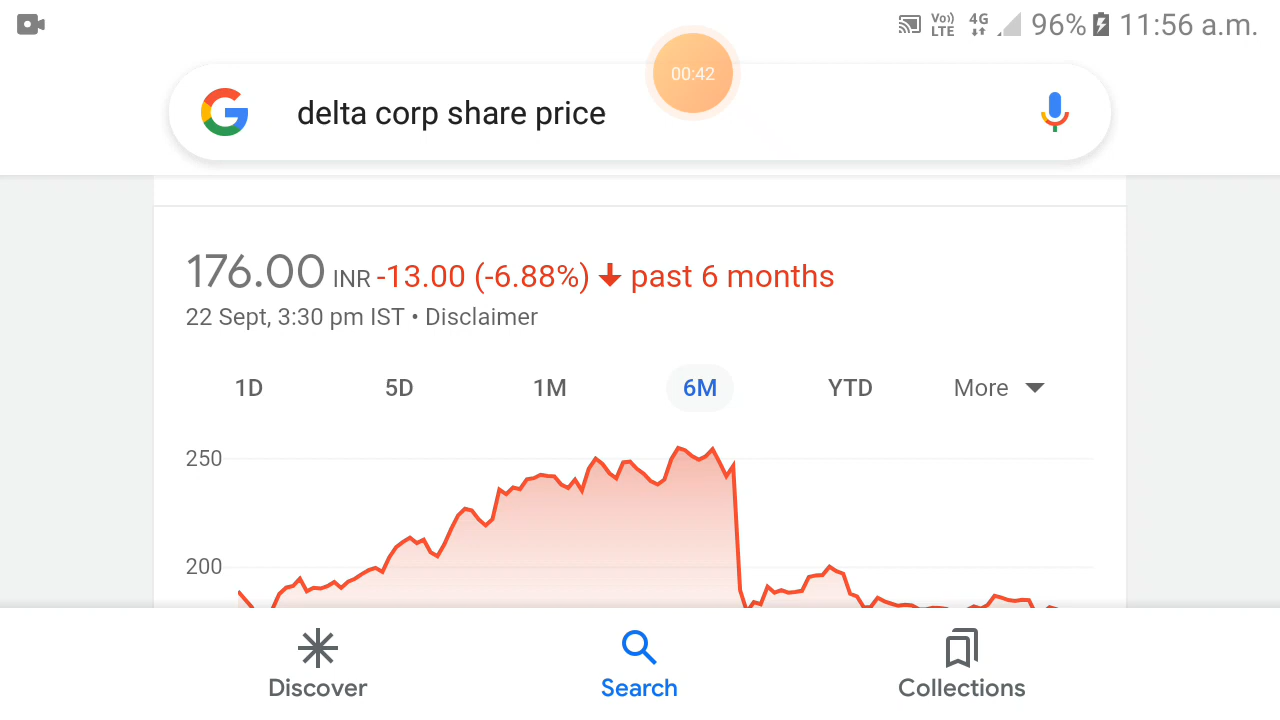 Vo)) LTE 4G 96% 11:56 a.m.
00:42
delta corp share price
176.00 INR -13.00 (-6.88%) ↓ past 6 months
22 Sept, 3:30 pm IST • Disclaimer
1D 5D 1M 6M YTD More
250
200
Discover Search Collections